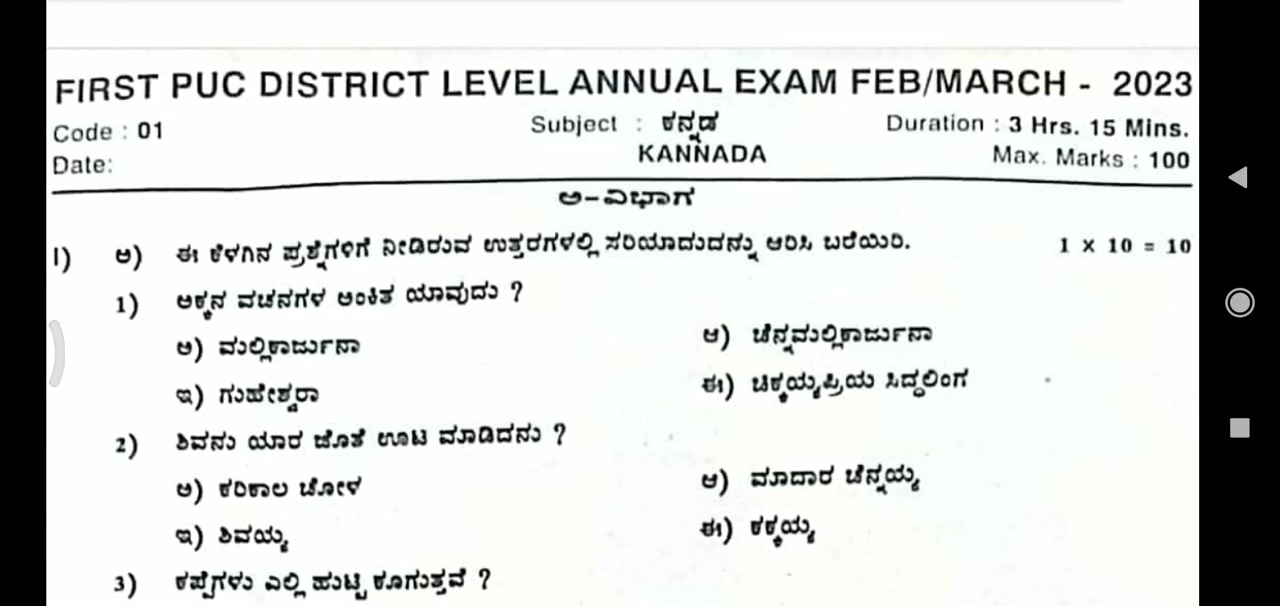 FIRST PUC DISTRICT LEVEL ANNUAL EXAM FEB/MARCH - 2023
Code : 01 Subject : ಕನ್ನಡ Duration : 3 Hrs. 15 Mins.
Date: KANNADA Max. Marks : 100
ಅ-ವಿಭಾಗ
I) ಅ) ಈ ಕೆಳಗಿನ ಪ್ರಶ್ನೆಗಳಿಗೆ ನೀಡಿರುವ ಉತ್ತರಗಳಲ್ಲಿ ಸರಿಯಾದುದನ್ನು ಆರಿಸಿ ಬರೆಯಿರಿ. 1 x 10 = 10
1) ಅಕ್ಕನ ವಚನಗಳ ಅಂಕಿತ ಯಾವುದು ?
ಅ) ಮಲ್ಲಿಕಾರ್ಜುನಾ ಆ) ಚೆನ್ನಮಲ್ಲಿಕಾರ್ಜುನಾ
ಇ) ಗುಹೇಶ್ವರಾ ಈ) ಚಿಕ್ಕಯ್ಯಪ್ರಿಯ ಸಿದ್ಧಲಿಂಗ
2) ಶಿವನು ಯಾರ ಜೊತೆ ಊಟ ಮಾಡಿದನು ?
ಅ) ಕರಿಕಾಲ ಚೋಳ ಆ) ಮಾದಾರ ಚೆನ್ನಯ್ಯ
ಇ) ಶಿವಯ್ಯ ಈ) ಕಕ್ಕಯ್ಯ
3) ಕಪ್ಪೆಗಳು ಎಲ್ಲಿ ಹುಟ್ಟಿ ಕೂಗುತ್ತವೆ ?